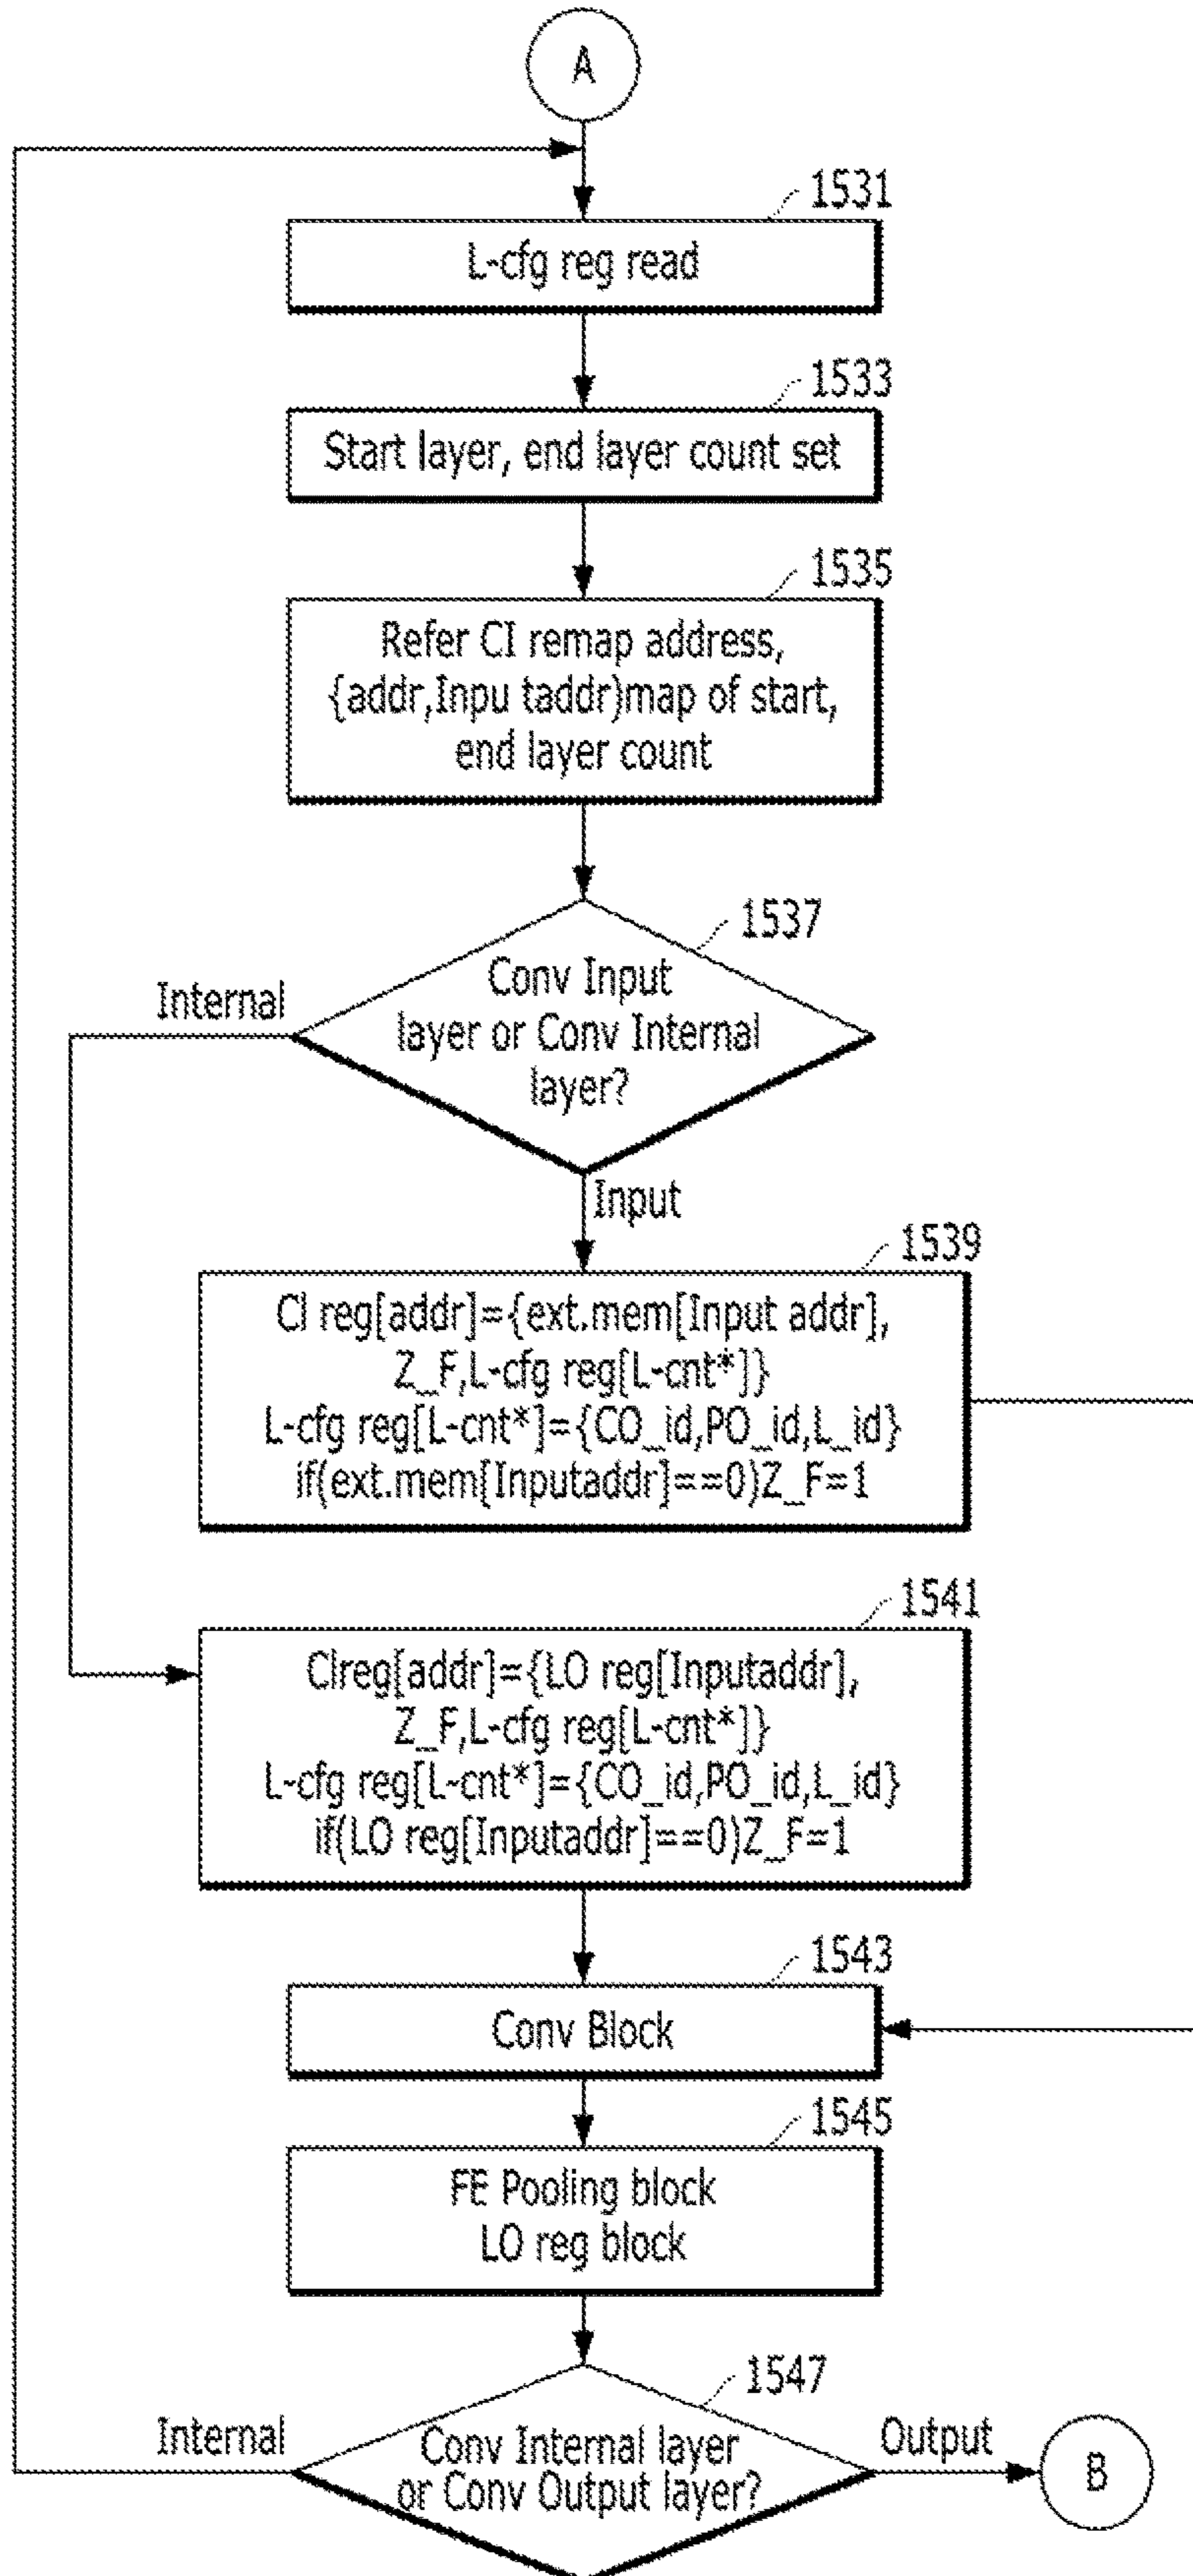 A
1531
L-cfg reg read
1533
Start layer, end layer count set
1535
Refer CI remap address,
{addr,Inpu taddr)map of start,
end layer count
1537
Conv Input
layer or Conv Internal
layer?
Internal
Input
1539
CI reg[addr]={ext.mem[Input addr],
Z_F,L-cfg reg[L-cnt*]}
L-cfg reg[L-cnt*]={CO_id,PO_id,L_id}
if(ext.mem[Inputaddr]==0)Z_F=1
1541
CIreg[addr]={LO reg[Inputaddr],
Z_F,L-cfg reg[L-cnt*]}
L-cfg reg[L-cnt*]={CO_id,PO_id,L_id}
if(LO reg[Inputaddr]==0)Z_F=1
1543
Conv Block
1545
FE Pooling block
LO reg block
1547
Internal
Conv Internal layer
or Conv Output layer?
Output
B